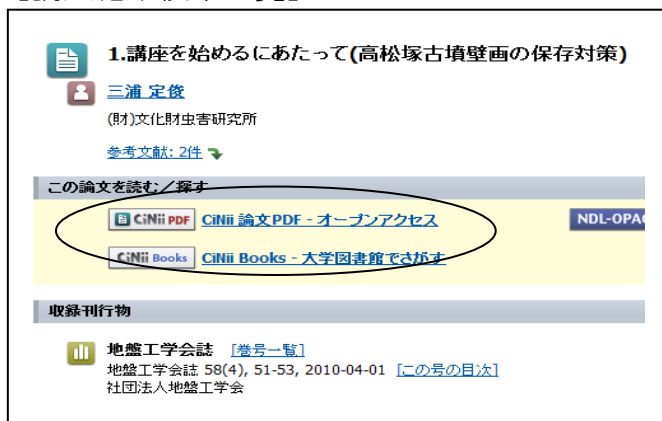 1.講座を始めるにあたって(高松塚古墳壁画の保存対策)
三浦 定俊
(財)文化財虫害研究所
参考文献: 2件
この論文を読む/探す
CiNii PDF CiNii 論文PDF - オープンアクセス NDL-OPAC
CiNii Books CiNii Books - 大学図書館でさがす
収録刊行物
地盤工学会誌 [巻号一覧]
地盤工学会誌 58(4), 51-53, 2010-04-01 [この号の目次]
社団法人地盤工学会